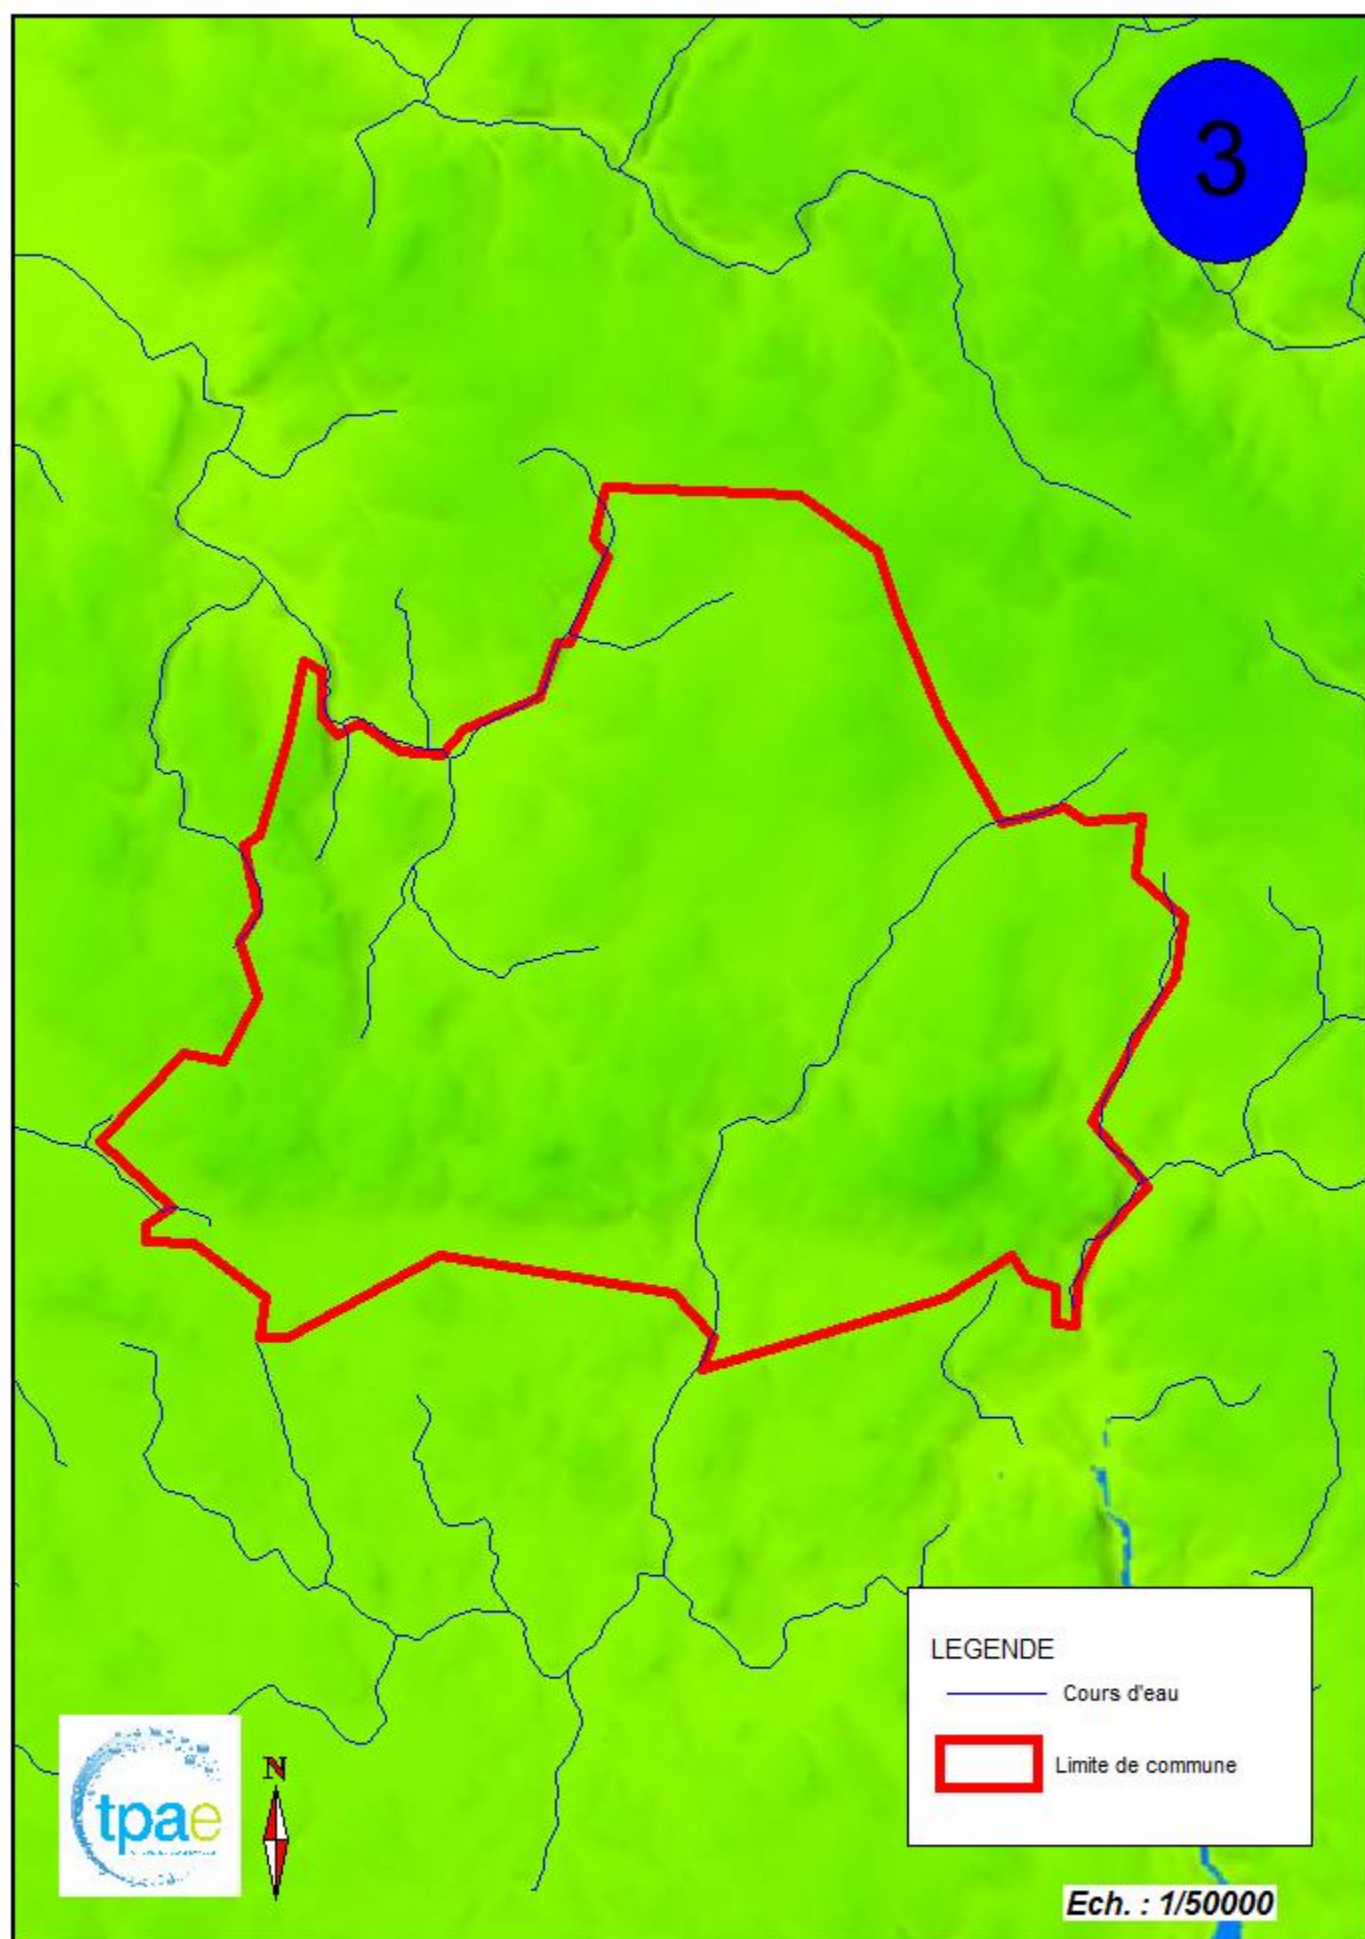 3
LEGENDE
Cours d'eau
Limite de commune
N
tpae
Ech. : 1/50000